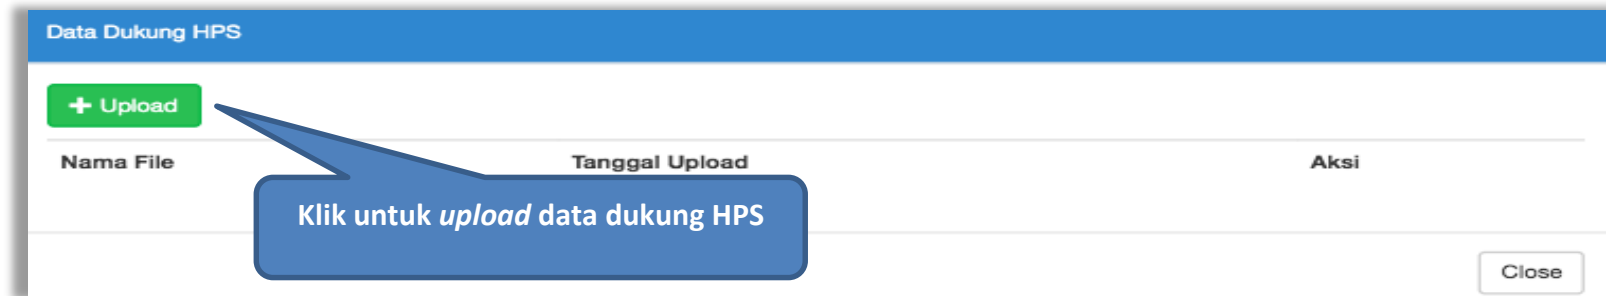 Data Dukung HPS
+ Upload
Nama File Tanggal Upload Aksi
Klik untuk upload data dukung HPS
Close